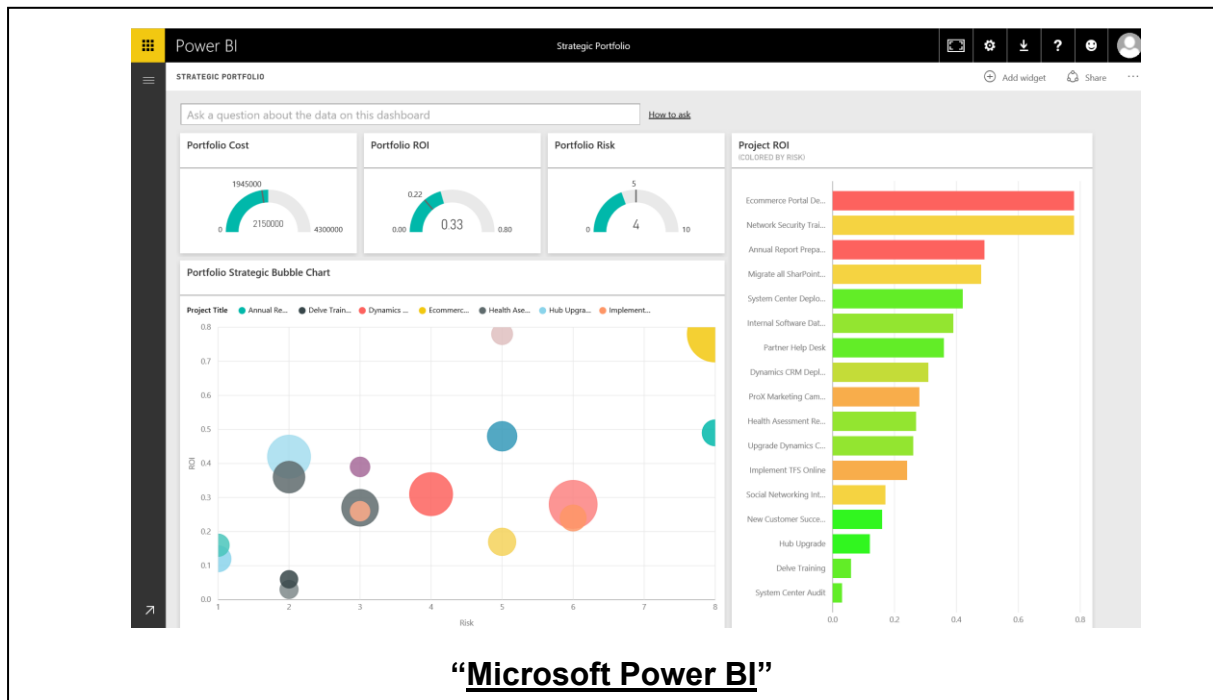 Power BI
Strategic Portfolio
?
STRATEGIC PORTFOLIO
Add widget
Share
...
Ask a question about the data on this dashboard
How to ask
Portfolio Cost
1945000
0
2150000
4300000
Portfolio ROI
0.22
0.00
0.33
0.80
Portfolio Risk
5
0
4
10
Portfolio Strategic Bubble Chart
Project Title Annual Re... Delve Train... Dynamics ... Ecommerc... Health Ase... Hub Upgra... Implement...
0.8
0.7
0.6
0.5
0.4
0.3
0.2
0.1
0.0
ROI
1 2 3 4 5 6 7 8
Risk
Project ROI
(COLORED BY RISK)
Ecommerce Portal De...
Network Security Trai...
Annual Report Prepa...
Migrate all SharPoint...
System Center Deplo...
Internal Software Dat...
Partner Help Desk
Dynamics CRM Depl...
ProX Marketing Cam...
Health Asessment Re...
Upgrade Dynamics C...
Implement TFS Online
Social Networking Int...
New Customer Succe...
Hub Upgrade
Delve Training
System Center Audit
0.0 0.2 0.4 0.6 0.8
“Microsoft Power BI”